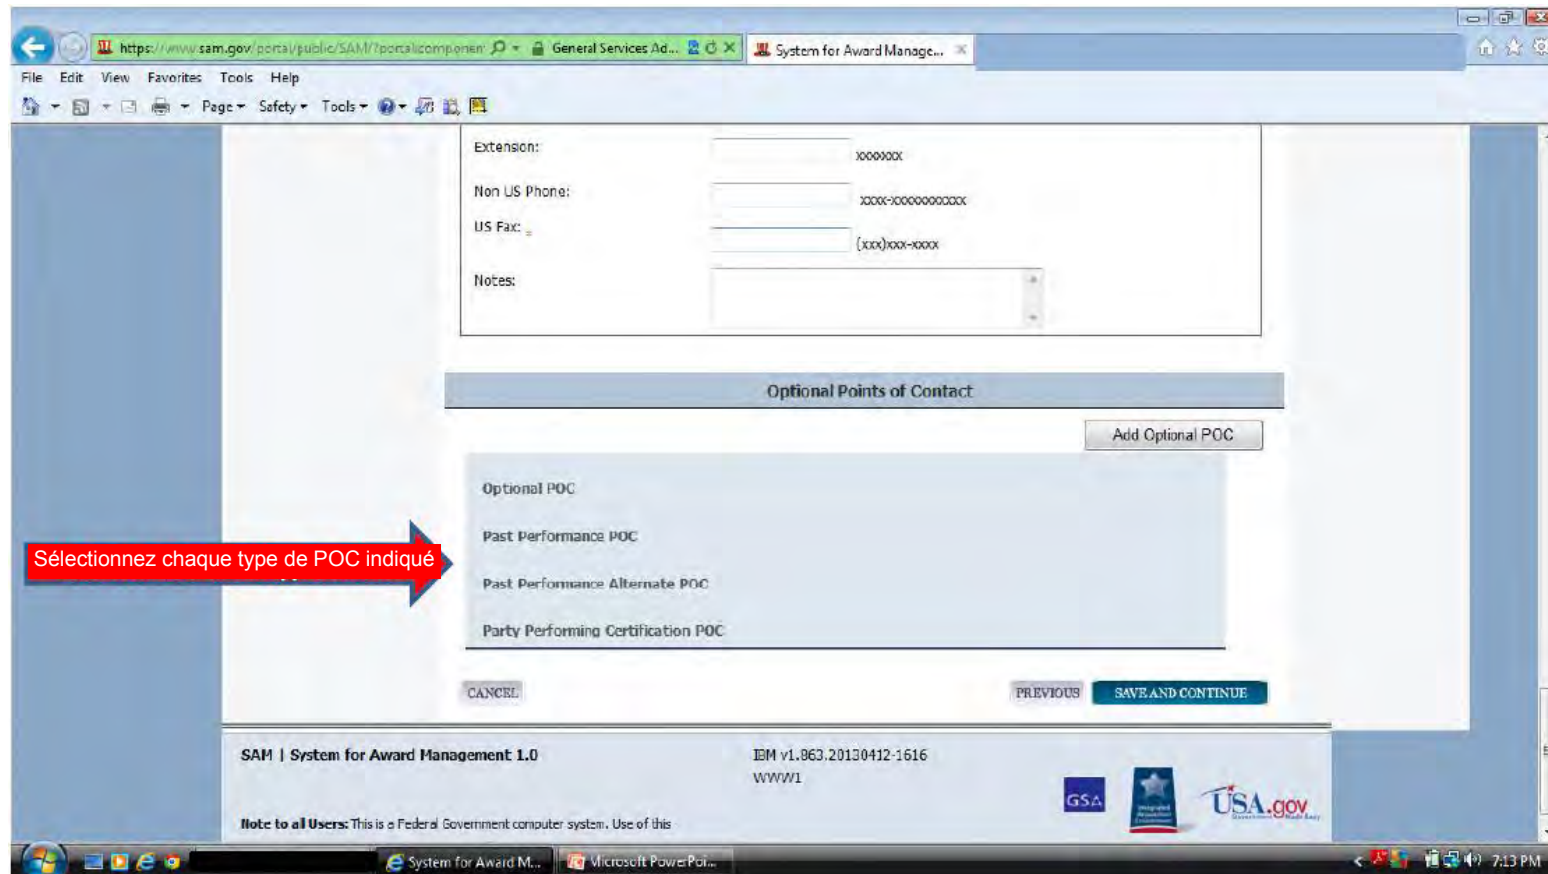 https://www.sam.gov/portal/public/SAM/?portal:componen
General Services Ad...
System for Award Manage...
File Edit View Favorites Tools Help
Page Safety Tools
Extension:
xxxxxxx
Non US Phone:
xxxx-xxxxxxxxxxx
US Fax:
(xxx)xxx-xxxx
Notes:
Optional Points of Contact
Add Optional POC
Optional POC
Past Performance POC
Sélectionnez chaque type de POC indiqué
Past Performance Alternate POC
Party Performing Certification POC
CANCEL
PREVIOUS
SAVE AND CONTINUE
SAM | System for Award Management 1.0
IBM v1.863.20130412-1616
WWW1
GSA
USA.gov
Note to all Users: This is a Federal Government computer system. Use of this
System for Award M...
Microsoft PowerPoi...
7:13 PM